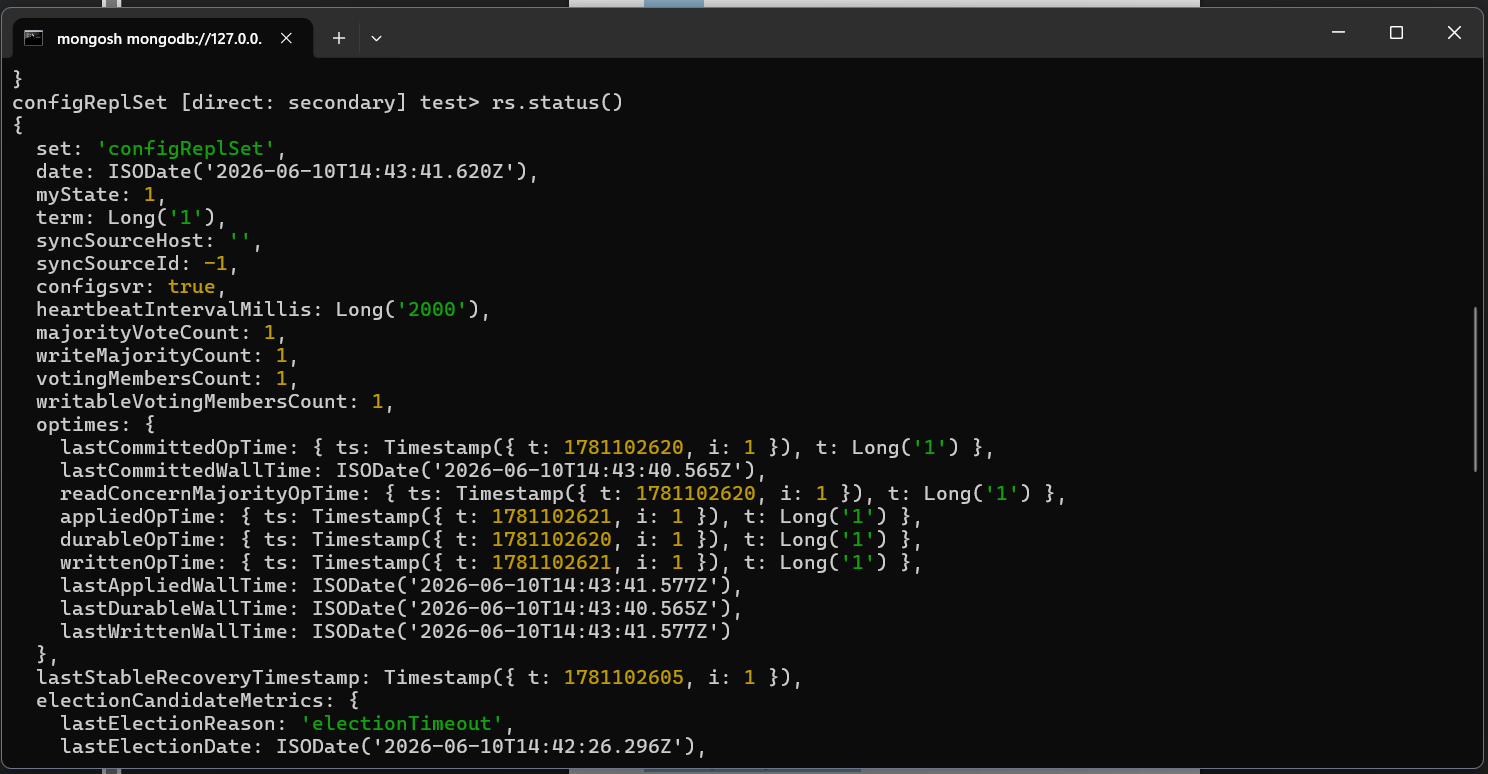 mongosh mongodb://127.0.0.
}
configReplSet [direct: secondary] test> rs.status()
{
  set: 'configReplSet',
  date: ISODate('2026-06-10T14:43:41.620Z'),
  myState: 1,
  term: Long('1'),
  syncSourceHost: '',
  syncSourceId: -1,
  configsvr: true,
  heartbeatIntervalMillis: Long('2000'),
  majorityVoteCount: 1,
  writeMajorityCount: 1,
  votingMembersCount: 1,
  writableVotingMembersCount: 1,
  optimes: {
    lastCommittedOpTime: { ts: Timestamp({ t: 1781102620, i: 1 }), t: Long('1') },
    lastCommittedWallTime: ISODate('2026-06-10T14:43:40.565Z'),
    readConcernMajorityOpTime: { ts: Timestamp({ t: 1781102620, i: 1 }), t: Long('1') },
    appliedOpTime: { ts: Timestamp({ t: 1781102621, i: 1 }), t: Long('1') },
    durableOpTime: { ts: Timestamp({ t: 1781102620, i: 1 }), t: Long('1') },
    writtenOpTime: { ts: Timestamp({ t: 1781102621, i: 1 }), t: Long('1') },
    lastAppliedWallTime: ISODate('2026-06-10T14:43:41.577Z'),
    lastDurableWallTime: ISODate('2026-06-10T14:43:40.565Z'),
    lastWrittenWallTime: ISODate('2026-06-10T14:43:41.577Z')
  },
  lastStableRecoveryTimestamp: Timestamp({ t: 1781102605, i: 1 }),
  electionCandidateMetrics: {
    lastElectionReason: 'electionTimeout',
    lastElectionDate: ISODate('2026-06-10T14:42:26.296Z'),